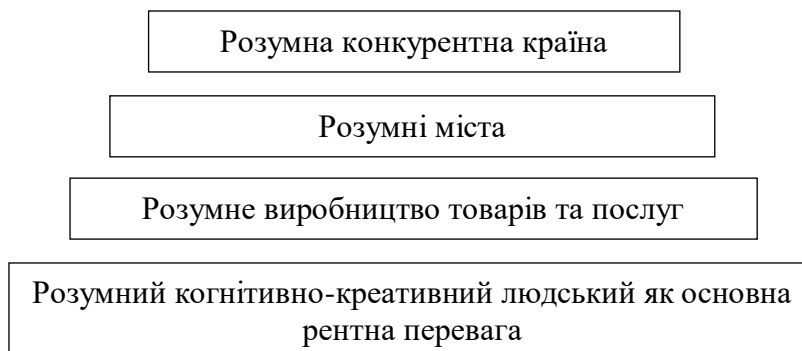 Розумна конкурентна країна
Розумні міста
Розумне виробництво товарів та послуг
Розумний когнітивно-креативний людський як основна
рентна перевага